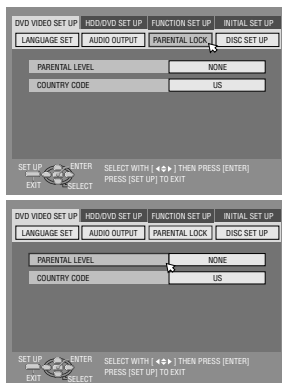 DVD VIDEO SET UP HDD/DVD SET UP FUNCTION SET UP INITIAL SET UP
LANGUAGE SET AUDIO OUTPUT PARENTAL LOCK DISC SET UP
PARENTAL LEVEL NONE
COUNTRY CODE US
SET UP ENTER SELECT WITH [ ] THEN PRESS [ENTER]
EXIT SELECT PRESS [SET UP] TO EXIT
DVD VIDEO SET UP HDD/DVD SET UP FUNCTION SET UP INITIAL SET UP
LANGUAGE SET AUDIO OUTPUT PARENTAL LOCK DISC SET UP
PARENTAL LEVEL NONE
COUNTRY CODE US
SET UP ENTER SELECT WITH [ ] THEN PRESS [ENTER]
EXIT SELECT PRESS [SET UP] TO EXIT